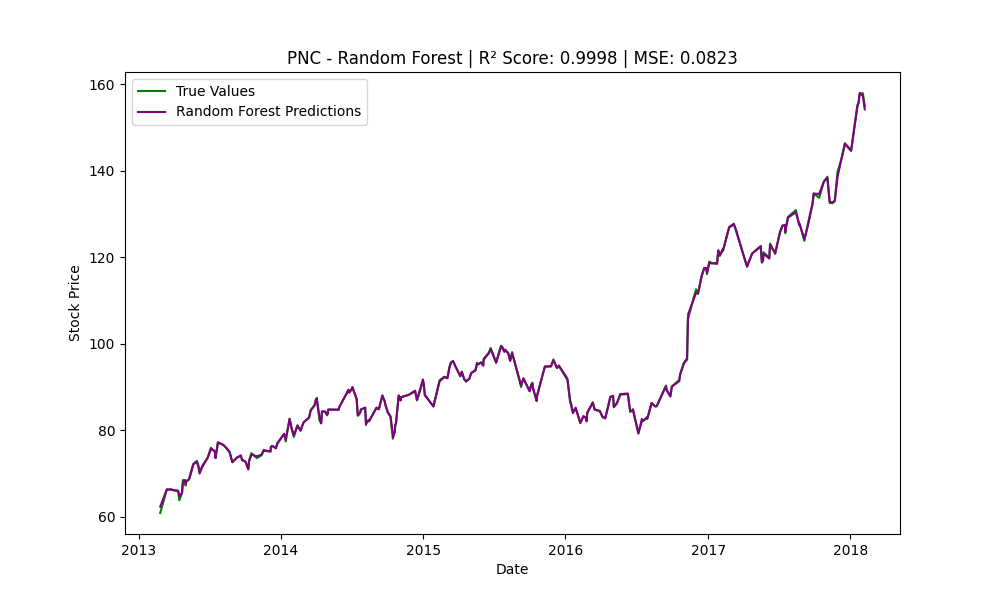 PNC - Random Forest | R² Score: 0.9998 | MSE: 0.0823
True Values
Random Forest Predictions
160
140
120
100
80
60
Stock Price
2013 2014 2015 2016 2017 2018
Date